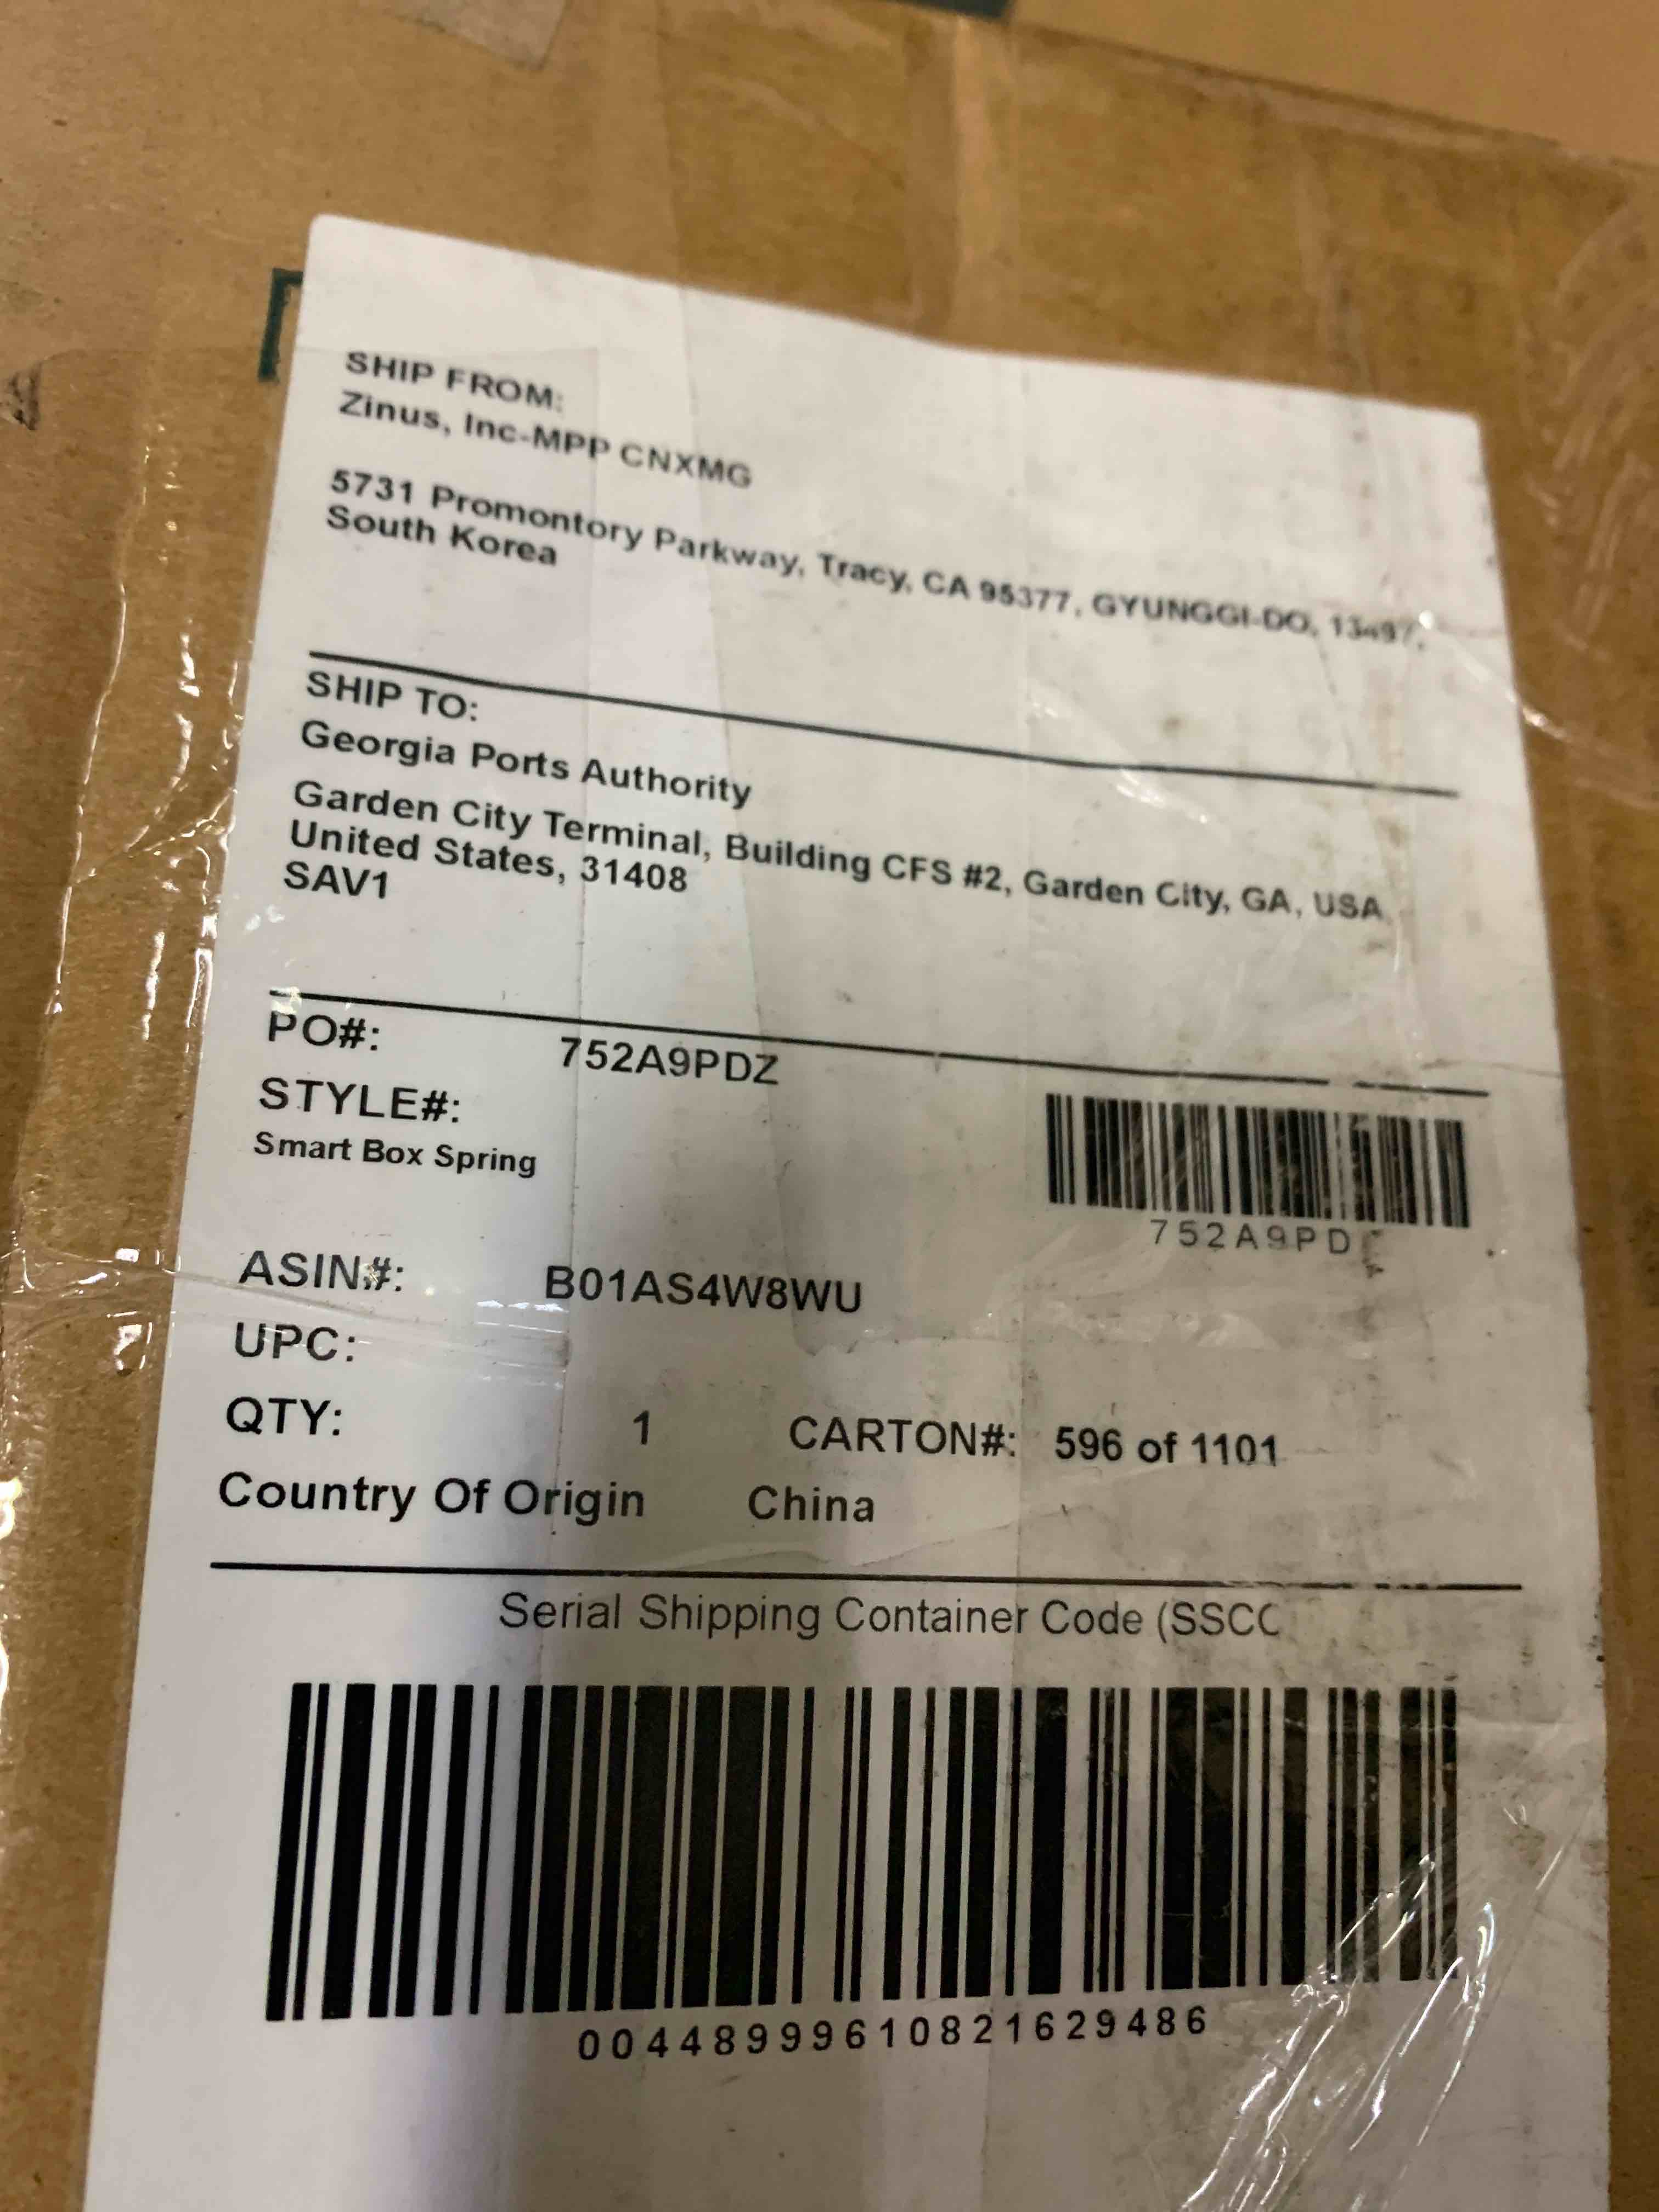 SHIP FROM:
Zinus, Inc-MPP CNXMG
5731 Promontory Parkway, Tracy, CA 95377, GYUNGGI-DO,
South Korea
SHIP TO:
Georgia Ports Authority
Garden City Terminal, Building CFS #2, Garden City, GA, USA
United States, 31408
SAV1
PO#: 752A9PDZ
STYLE#:
Smart Box Spring
752A9PD
ASIN#: B01AS4W8WU
UPC:
QTY: 1 CARTON#: 596 of 1101
Country Of Origin China
Serial Shipping Container Code (SSCC
00448999610821629486